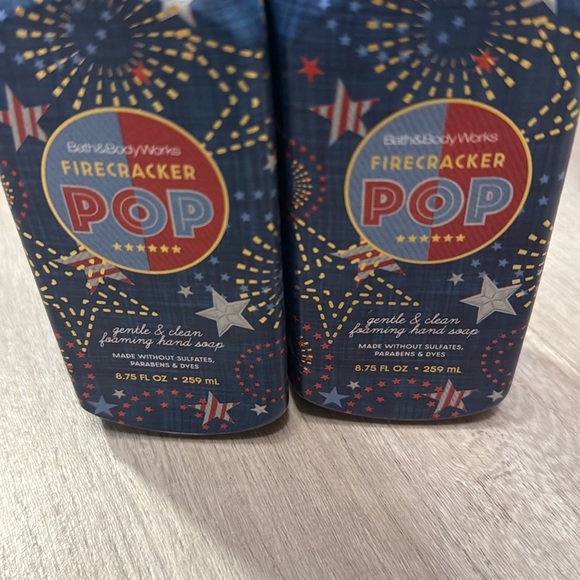 Bath&BodyWorks
FIRECRACKER
POP
gentle & clean
foaming hand soap
MADE WITHOUT SULFATES,
PARABENS & DYES
8.75 FL OZ • 259 mL
Bath&BodyWorks
FIRECRACKER
POP
gentle & clean
foaming hand soap
MADE WITHOUT SULFATES,
PARABENS & DYES
8.75 FL OZ • 259 mL